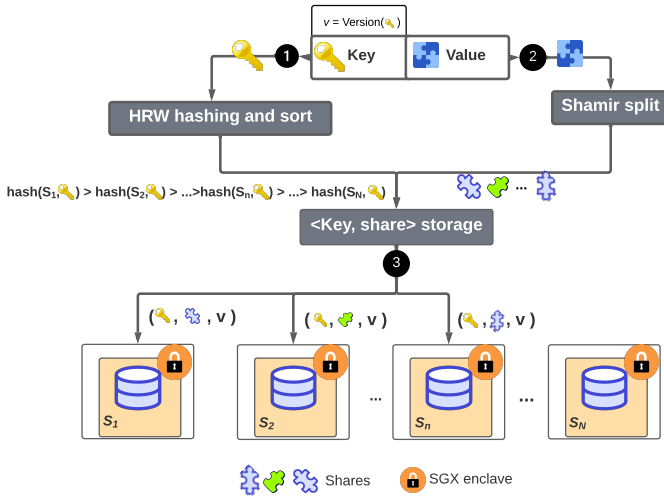 v = Version( )
1 Key Value 2
HRW hashing and sort
Shamir split
hash(S1, ) > hash(S2, ) > ...>hash(Sn, ) > ...> hash(SN, )
...
<Key, share> storage
3
( , , v )
( , , v )
( , , v )
S1
S2
...
Sn
...
SN
Shares
SGX enclave